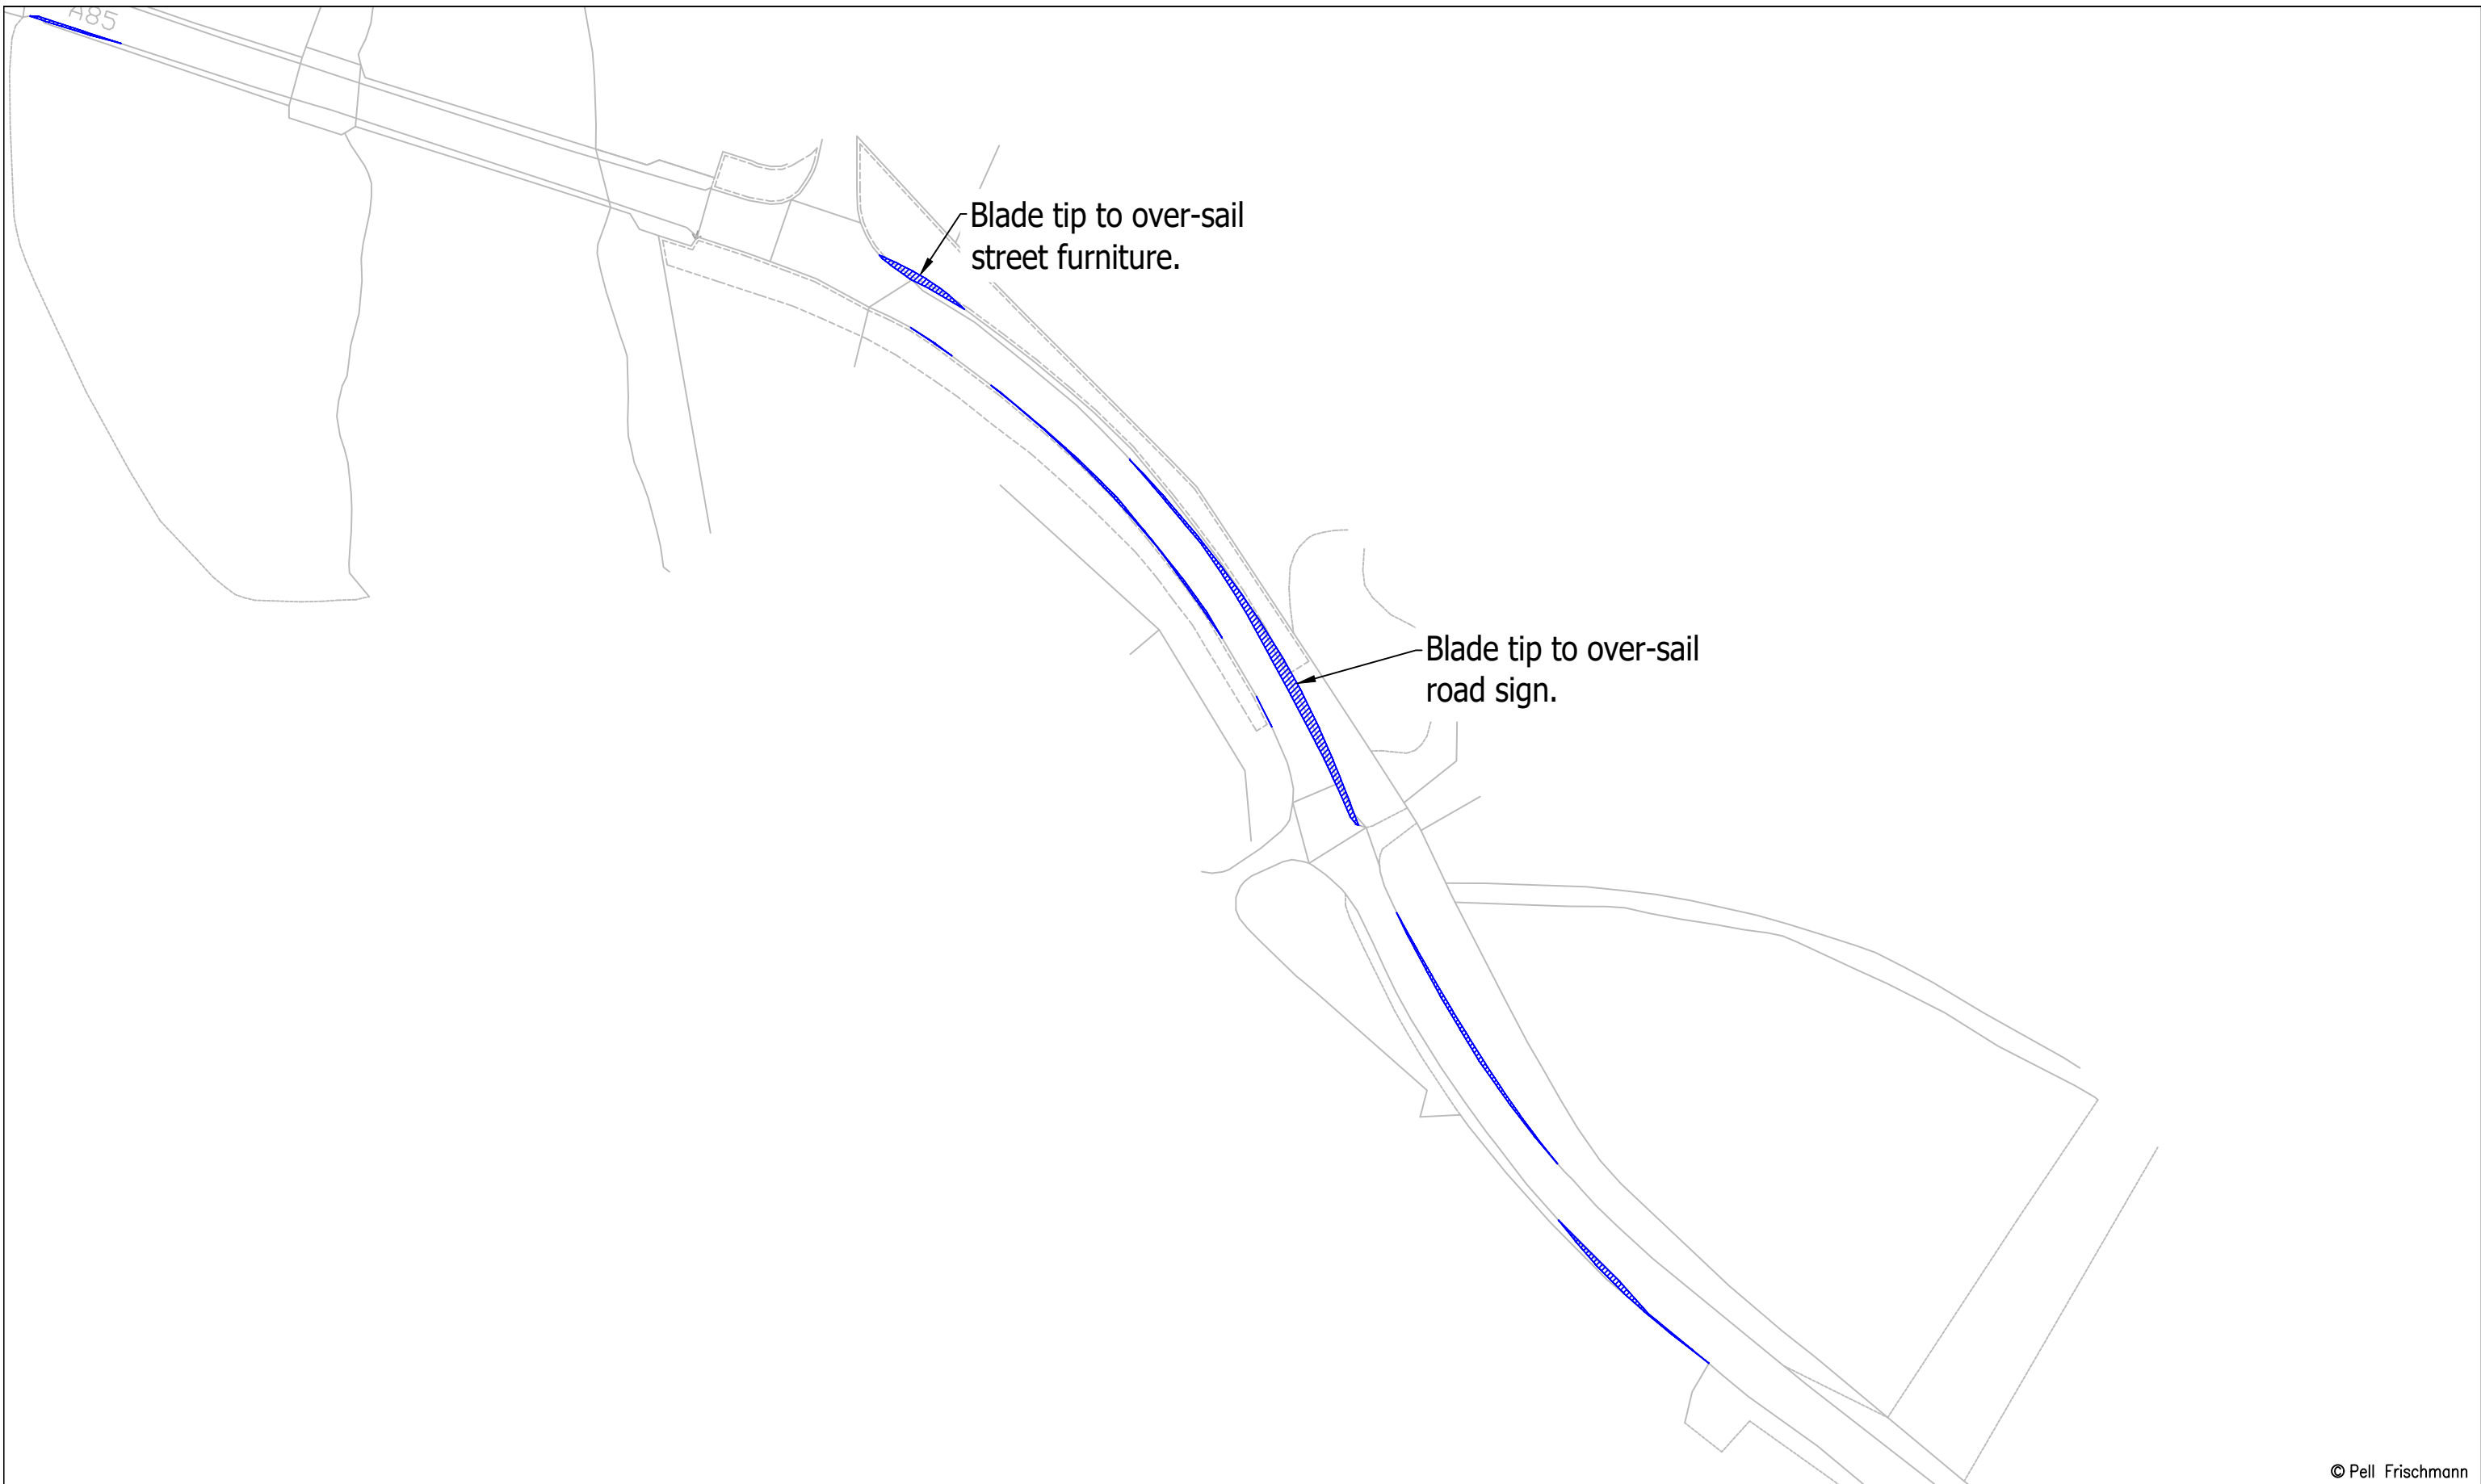 A85
Blade tip to over-sail
street furniture.
Blade tip to over-sail
road sign.
© Pell Frischmann